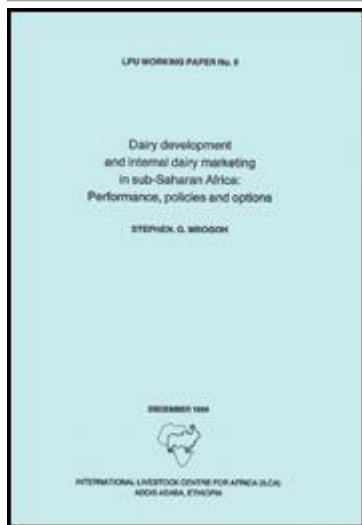 LPU WORKING PAPER No. 5
Dairy development
and internal dairy marketing
in sub-Saharan Africa:
Performance, policies and options
STEPHEN. G. MBOGOH
DECEMBER 1984
INTERNATIONAL LIVESTOCK CENTRE FOR AFRICA (ILCA)
ADDIS ABABA, ETHIOPIA